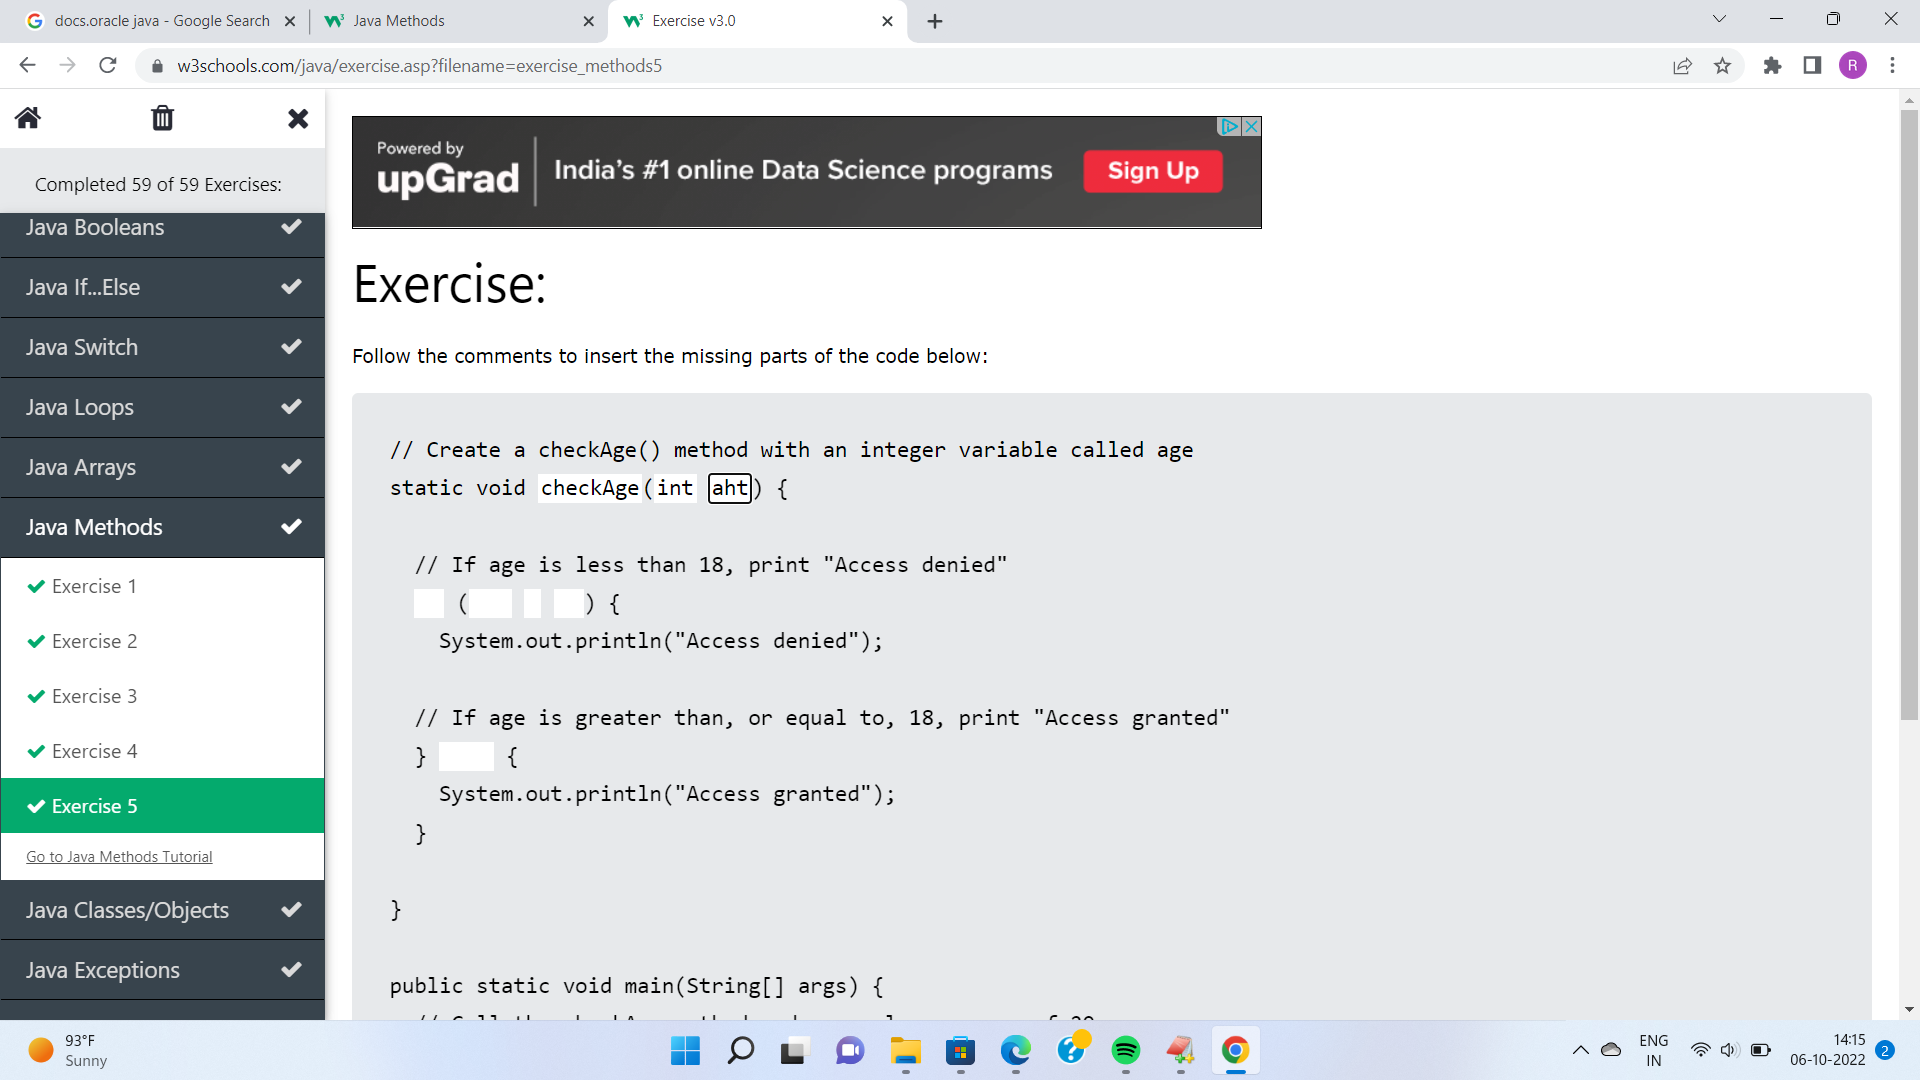 docs.oracle java - Google Search
Java Methods
Exercise v3.0
w3schools.com/java/exercise.asp?filename=exercise_methods5
R
Completed 59 of 59 Exercises:
Java Booleans
Java If...Else
Java Switch
Java Loops
Java Arrays
Java Methods
Exercise 1
Exercise 2
Exercise 3
Exercise 4
Exercise 5
Go to Java Methods Tutorial
Java Classes/Objects
Java Exceptions
Powered by
upGrad
India's #1 online Data Science programs
Sign Up
Exercise:
Follow the comments to insert the missing parts of the code below:
// Create a checkAge() method with an integer variable called age
static void checkAge(int aht) {
// If age is less than 18, print "Access denied"
( ) {
System.out.println("Access denied");
// If age is greater than, or equal to, 18, print "Access granted"
} {
System.out.println("Access granted");
}
}
public static void main(String[] args) {
93°F
Sunny
ENG
IN
14:15
06-10-2022
2